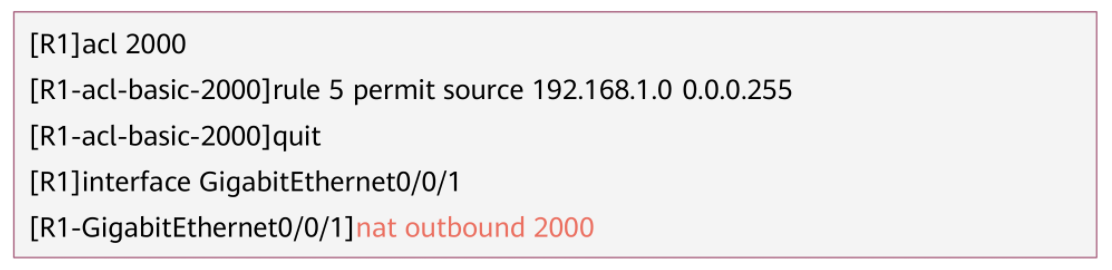 [R1]acl 2000
[R1-acl-basic-2000]rule 5 permit source 192.168.1.0 0.0.0.255
[R1-acl-basic-2000]quit
[R1]interface GigabitEthernet0/0/1
[R1-GigabitEthernet0/0/1]nat outbound 2000